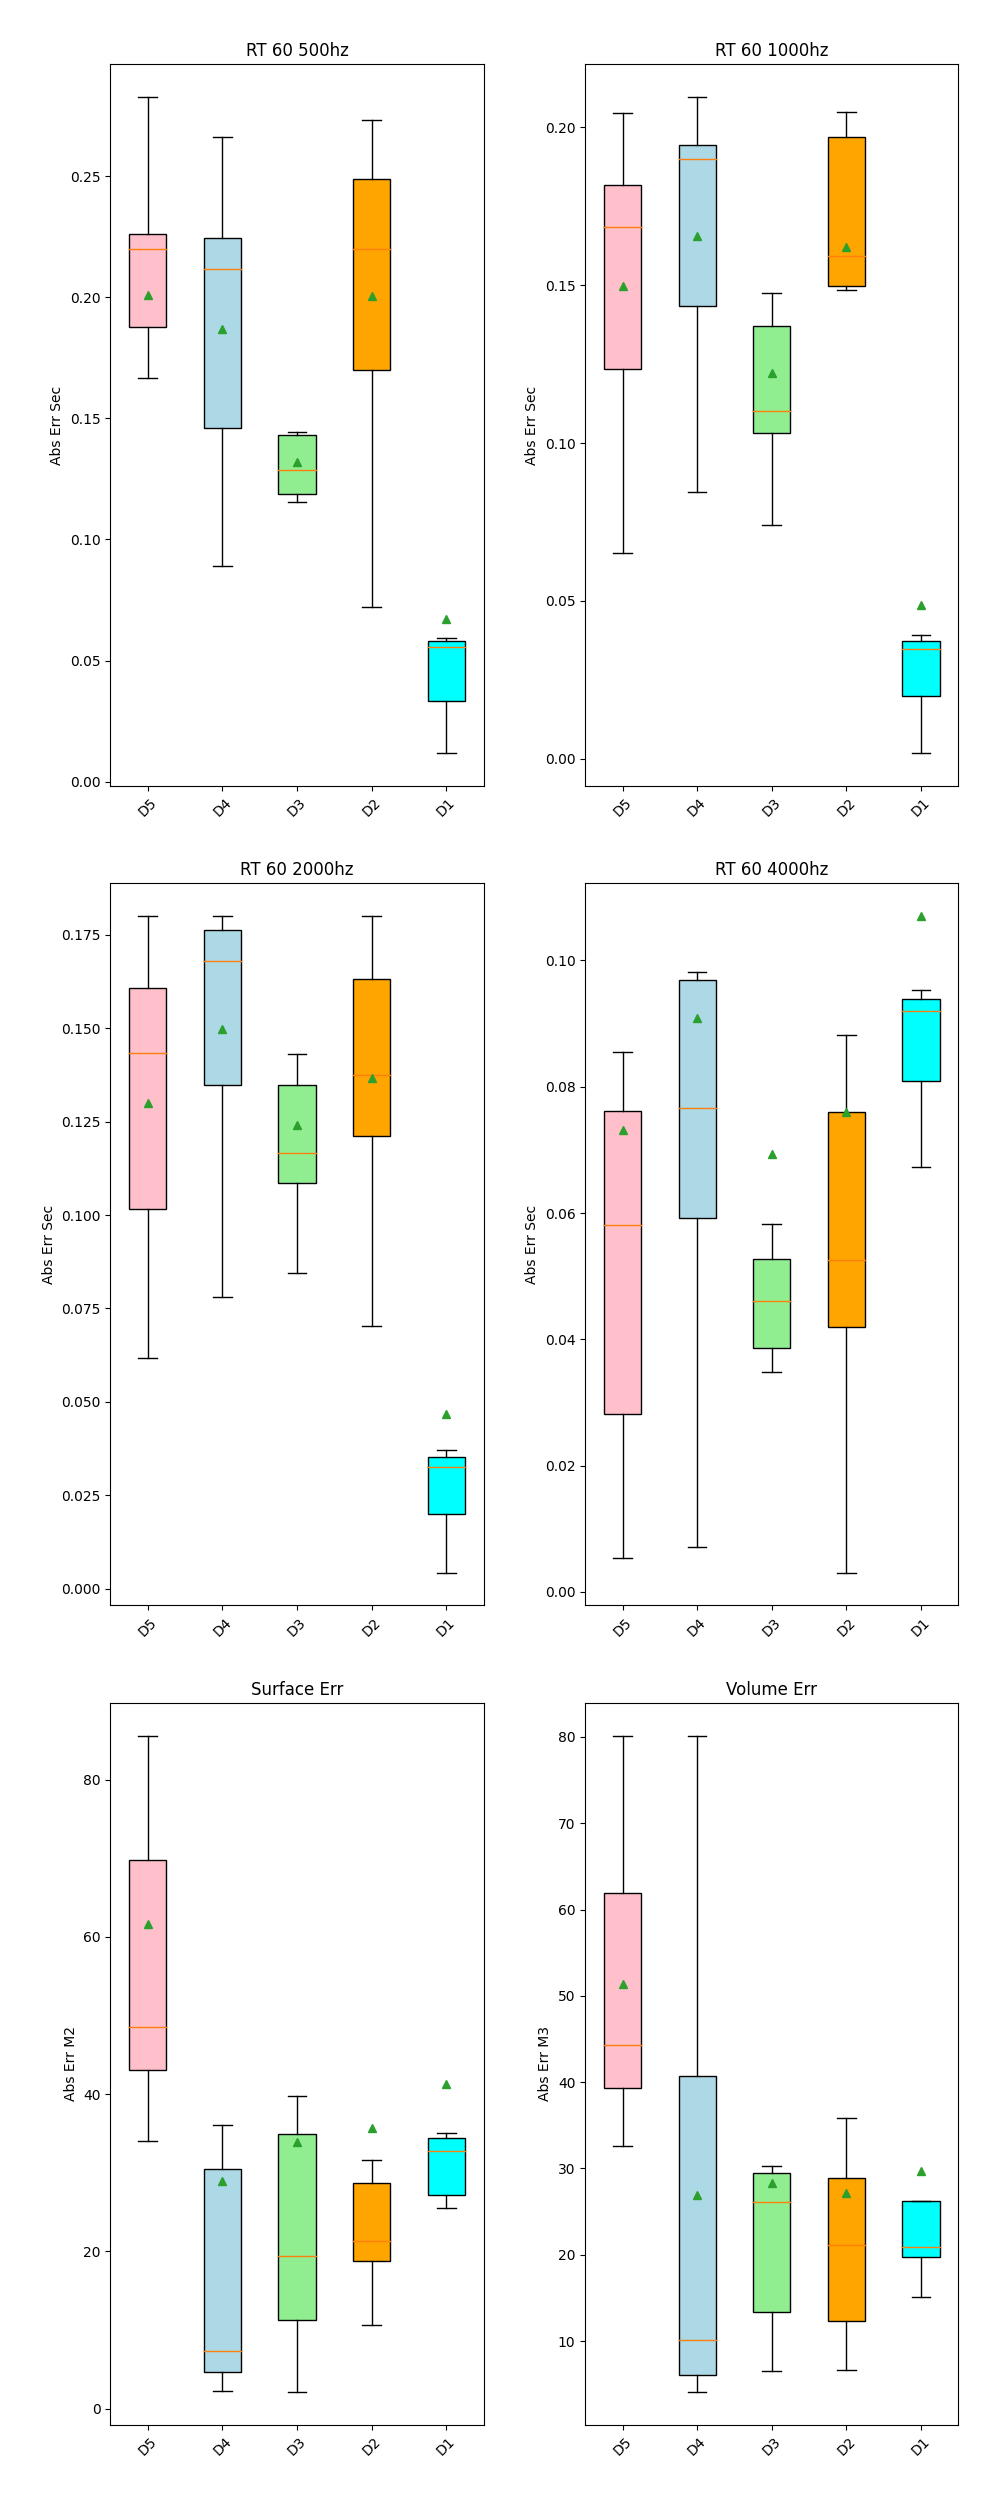 RT 60 500hz
Abs Err Sec
0.25
0.20
0.15
0.10
0.05
0.00
D5 D4 D3 D2 D1
RT 60 1000hz
Abs Err Sec
0.20
0.15
0.10
0.05
0.00
D5 D4 D3 D2 D1
RT 60 2000hz
Abs Err Sec
0.175
0.150
0.125
0.100
0.075
0.050
0.025
0.000
D5 D4 D3 D2 D1
RT 60 4000hz
Abs Err Sec
0.10
0.08
0.06
0.04
0.02
0.00
D5 D4 D3 D2 D1
Surface Err
Abs Err M2
80
60
40
20
0
D5 D4 D3 D2 D1
Volume Err
Abs Err M3
80
70
60
50
40
30
20
10
D5 D4 D3 D2 D1